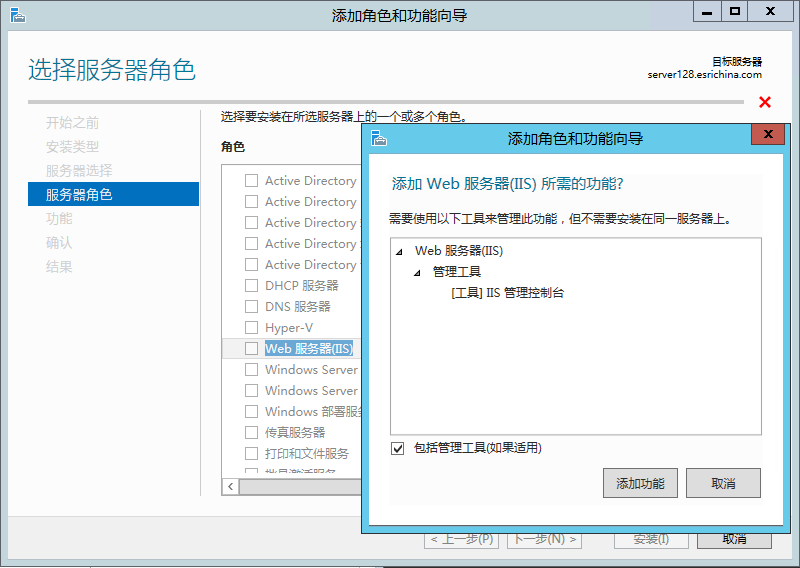 添加角色和功能向导
选择服务器角色
目标服务器
server128.esrichina.com
开始之前
安装类型
服务器选择
服务器角色
功能
确认
结果
选择要安装在所选服务器上的一个或多个角色。
角色
Active Directory
Active Directory
Active Directory
Active Directory
Active Directory
DHCP 服务器
DNS 服务器
Hyper-V
Web 服务器(IIS)
Windows Server
Windows Server
Windows 部署服务
传真服务器
打印和文件服务
批量激活服务
添加角色和功能向导
添加 Web 服务器(IIS) 所需的功能?
需要使用以下工具来管理此功能，但不需要安装在同一服务器上。
Web 服务器(IIS)
管理工具
[工具] IIS 管理控制台
包括管理工具(如果适用)
添加功能
取消
< 上一步(P)
下一步(N) >
安装(I)
取消